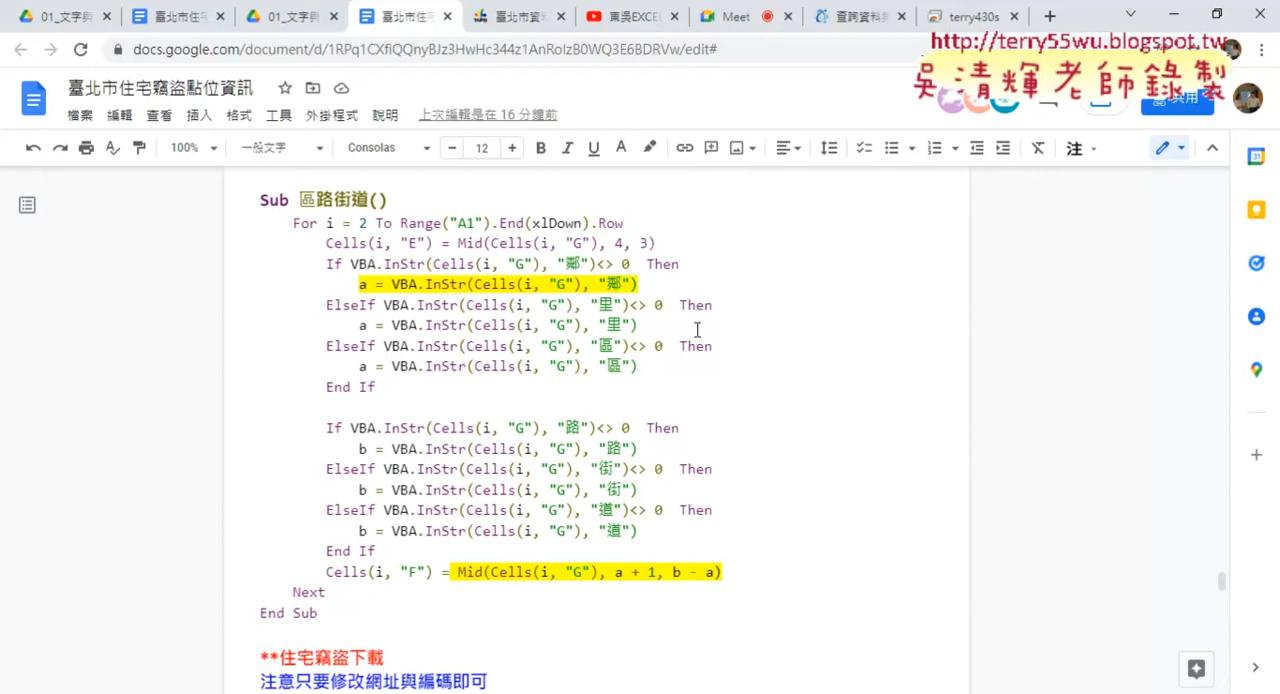 01_文字與
臺北市住宅
01_文字與
臺北市住宅
臺北市資料
東吳EXCEL
Meet
查詢資料庫
terry430s
docs.google.com/document/d/1RPq1CXfiQQnyBJz3HwHc344z1AnRolzB0WQ3E6BDRVw/edit#
http://terry55wu.blogspot.tw
吳清輝老師錄製
臺北市住宅竊盜點位資訊
檔案 編輯 查看 插入 格式 工具 外掛程式 說明 上次編輯是在 16 分鐘前
共用
100% 一般文字 Consolas 12 B I U A 注
Sub 區路街道()
For i = 2 To Range("A1").End(xlDown).Row
Cells(i, "E") = Mid(Cells(i, "G"), 4, 3)
If VBA.InStr(Cells(i, "G"), "鄰")<> 0 Then
a = VBA.InStr(Cells(i, "G"), "鄰")
ElseIf VBA.InStr(Cells(i, "G"), "里")<> 0 Then
a = VBA.InStr(Cells(i, "G"), "里")
ElseIf VBA.InStr(Cells(i, "G"), "區")<> 0 Then
a = VBA.InStr(Cells(i, "G"), "區")
End If
If VBA.InStr(Cells(i, "G"), "路")<> 0 Then
b = VBA.InStr(Cells(i, "G"), "路")
ElseIf VBA.InStr(Cells(i, "G"), "街")<> 0 Then
b = VBA.InStr(Cells(i, "G"), "街")
ElseIf VBA.InStr(Cells(i, "G"), "道")<> 0 Then
b = VBA.InStr(Cells(i, "G"), "道")
End If
Cells(i, "F") = Mid(Cells(i, "G"), a + 1, b - a)
Next
End Sub
**住宅竊盜下載
注意只要修改網址與編碼即可